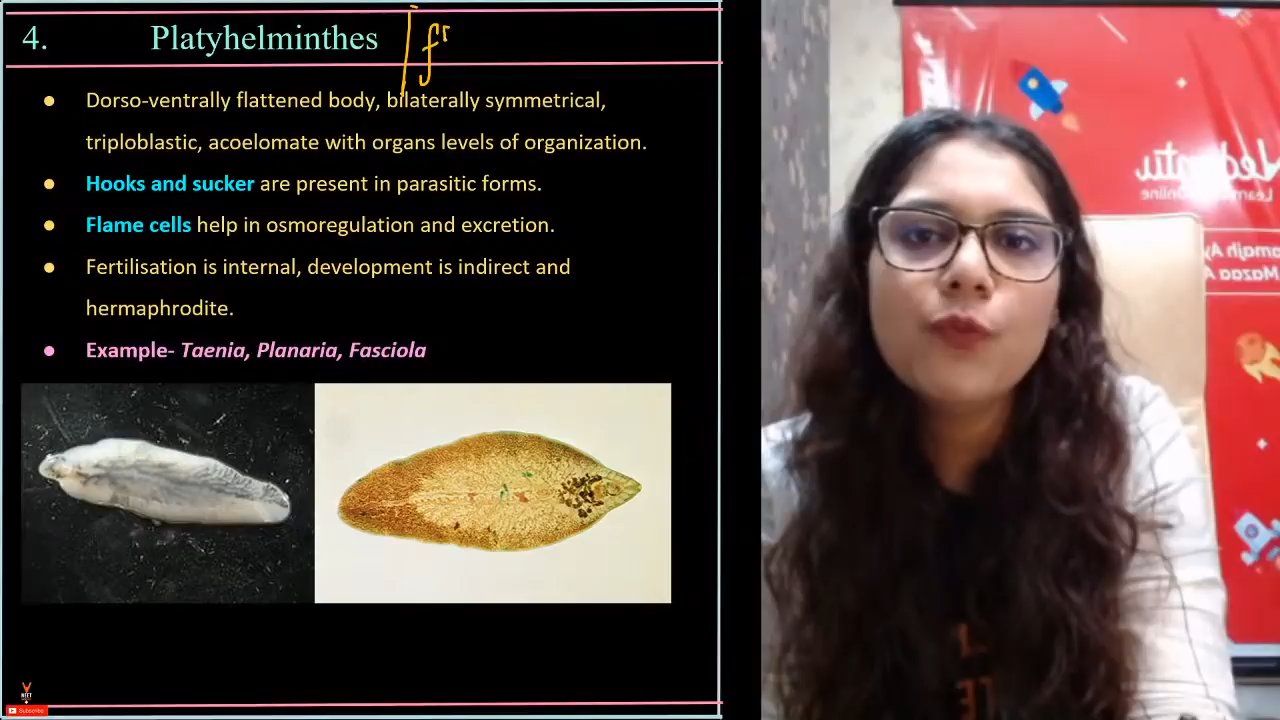 4. Platyhelminthes
Dorso-ventrally flattened body, bilaterally symmetrical,
triploblastic, acoelomate with organs levels of organization.
Hooks and sucker are present in parasitic forms.
Flame cells help in osmoregulation and excretion.
Fertilisation is internal, development is indirect and
hermaphrodite.
Example- Taenia, Planaria, Fasciola
NEET
Subscribe